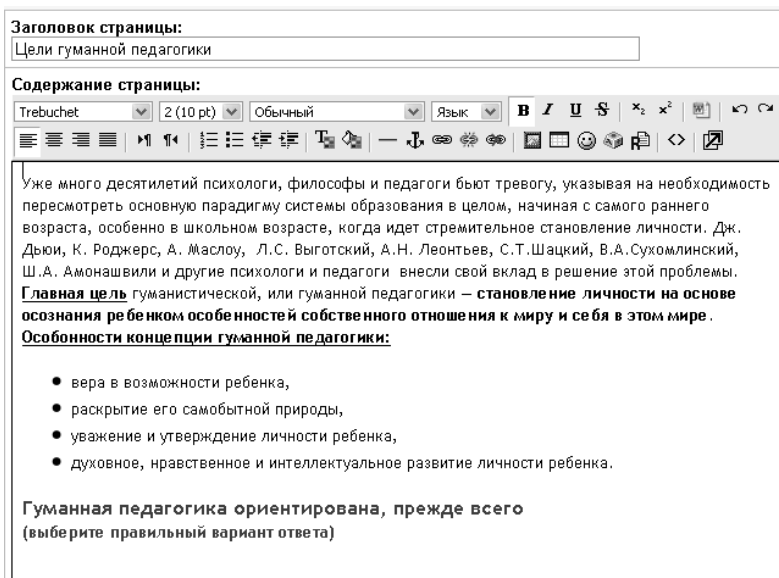 Заголовок страницы:
Цели гуманной педагогики
Содержание страницы:
Trebuchet 2 (10 pt) Обычный Язык B I U S x₂ x²
Уже много десятилетий психологи, философы и педагоги бьют тревогу, указывая на необходимость
пересмотреть основную парадигму системы образования в целом, начиная с самого раннего
возраста, особенно в школьном возрасте, когда идет стремительное становление личности. Дж.
Дьюи, К. Роджерс, А. Маслоу, Л.С. Выготский, А.Н. Леонтьев, С.Т.Шацкий, В.А.Сухомлинский,
Ш.А. Амонашвили и другие психологи и педагоги внесли свой вклад в решение этой проблемы.
Главная цель гуманистической, или гуманной педагогики – становление личности на основе
осознания ребенком особенностей собственного отношения к миру и себя в этом мире.
Особонности концепции гуманной педагогики:
• вера в возможности ребенка,
• раскрытие его самобытной природы,
• уважение и утверждение личности ребенка,
• духовное, нравственное и интеллектуальное развитие личности ребенка.
Гуманная педагогика ориентирована, прежде всего
(выберите правильный вариант ответа)